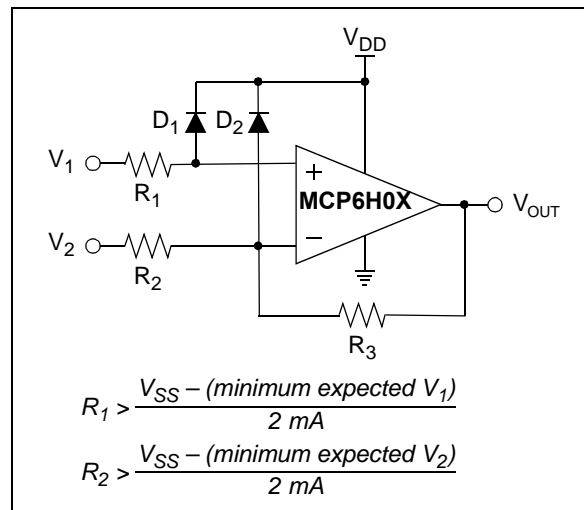 V_DD
D_1 D_2
V_1
R_1
+
MCP6H0X
V_OUT
V_2
R_2
–
R_3
R_1 > V_SS – (minimum expected V_1) / 2 mA
R_2 > V_SS – (minimum expected V_2) / 2 mA